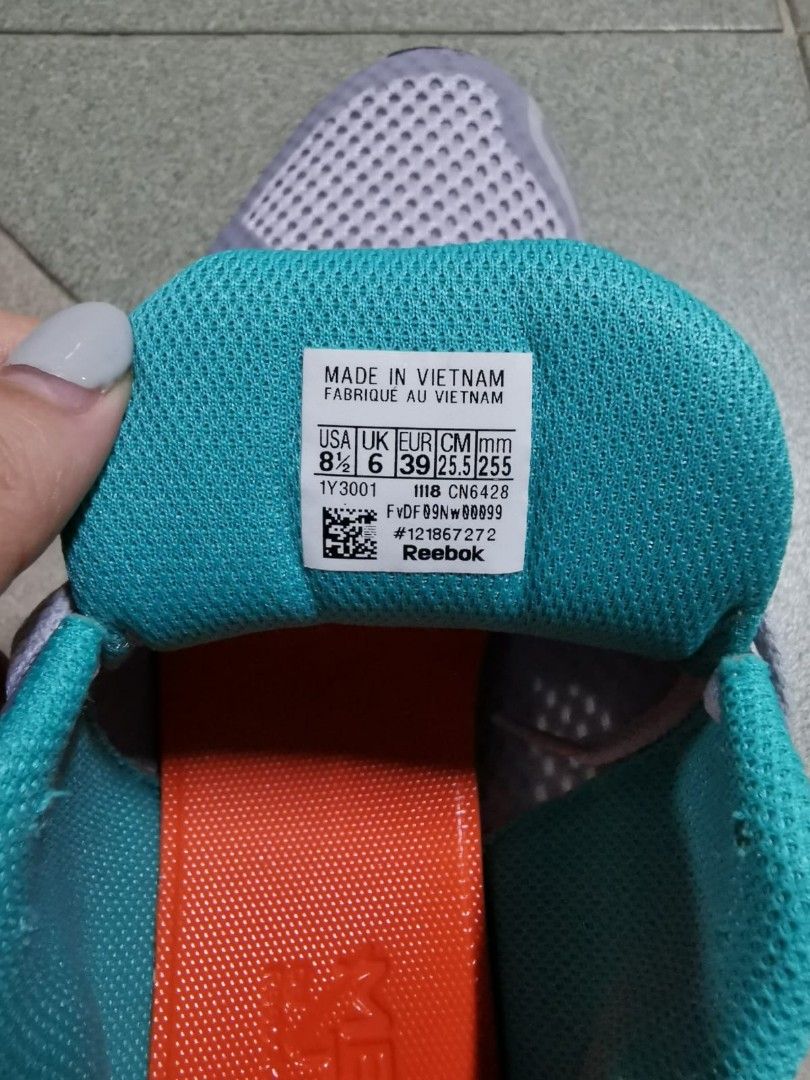 MADE IN VIETNAM
FABRIQUÉ AU VIETNAM
USA UK EUR CM mm
8½ 6 39 25.5 255
1Y3001 1118 CN6428
FvDF09Nw00099
#121867272
Reebok